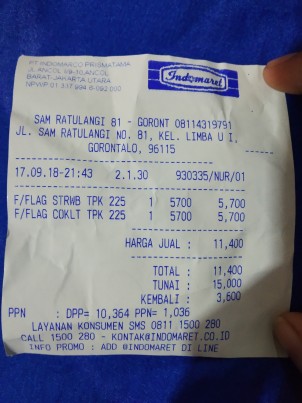 PT INDOMARCO PRISMATAMA
JL. ANCOL I/9-10 ANCOL
BARAT JAKARTA UTARA
NPWP 01.337.994.6-092.000
Indomaret
SAM RATULANGI 81 - GORONT 08114319791
JL. SAM RATULANGI NO. 81, KEL. LIMBA U I,
GORONTALO, 96115
17.09.18-21:43 2.1.30 930335/NUR/01
F/FLAG STRWB TPK 225 1 5700 5,700
F/FLAG COKLT TPK 225 1 5700 5,700
HARGA JUAL : 11,400
TOTAL : 11,400
TUNAI : 15,000
KEMBALI : 3,600
PPN : DPP= 10,364 PPN= 1,036
LAYANAN KONSUMEN SMS 0811 1500 280
CALL 1500 280 - KONTAK@INDOMARET.CO.ID
INFO PROMO : ADD @INDOMARET DI LINE